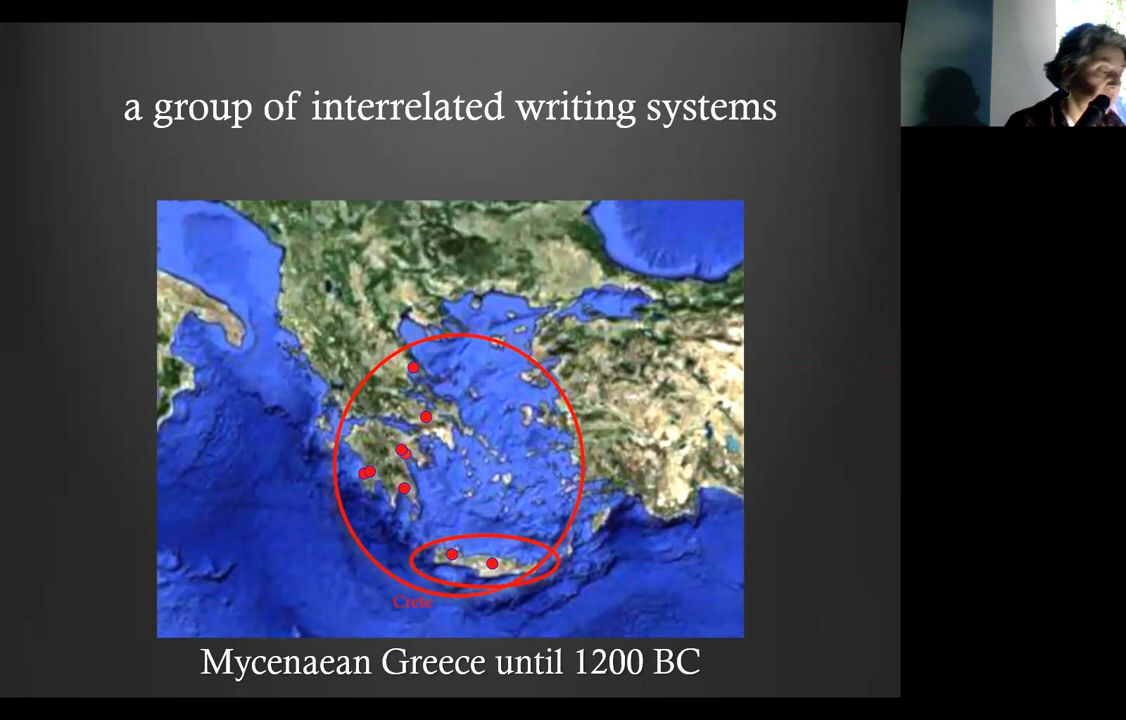 a group of interrelated writing systems
Crete
Mycenaean Greece until 1200 BC